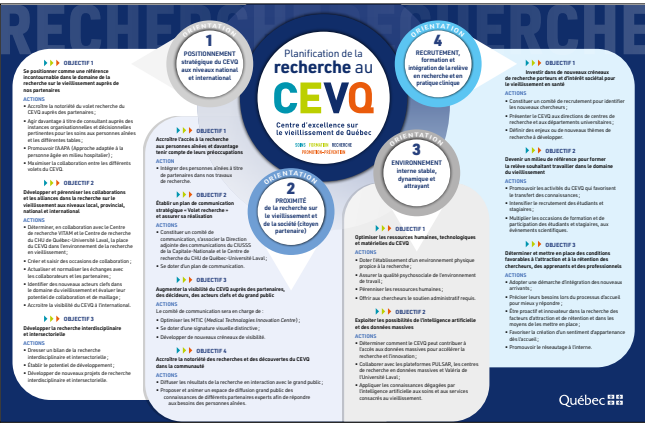 RECHERCHE RECHERCHE
ORIENTATION
1
POSITIONNEMENT
stratégique du CEVQ
aux niveaux national
et international
▶▶▶ OBJECTIF 1
Se positionner comme une référence
incontournable dans le domaine de la
recherche sur le vieillissement auprès de
nos partenaires
ACTIONS
• Accroître la notoriété du volet recherche du
CEVQ auprès des partenaires ;
• Agir davantage à titre de consultant auprès des
instances organisationnelles et décisionnelles
pertinentes pour les soins aux personnes aînées
et les différentes tables ;
• Promouvoir l'AAPA (Approche adaptée à la
personne âgée en milieu hospitalier) ;
• Maximiser la collaboration entre les différents
volets du CEVQ.
▶▶▶ OBJECTIF 2
Développer et pérenniser les collaborations
et les alliances dans la recherche sur le
vieillissement aux niveaux local, provincial,
national et international
ACTIONS
• Déterminer, en collaboration avec le Centre
de recherche VITAM et le Centre de recherche
du CHU de Québec-Université Laval, la place
du CEVQ dans l'environnement de la recherche
en vieillissement ;
• Créer et saisir des occasions de collaboration ;
• Actualiser et normaliser les échanges avec
les collaborateurs et les partenaires ;
• Identifier des nouveaux acteurs clefs dans
le domaine du vieillissement et évaluer leur
potentiel de collaboration et de maillage ;
• Accroître la visibilité du CEVQ à l'international.
▶▶▶ OBJECTIF 3
Développer la recherche interdisciplinaire
et intersectorielle
ACTIONS
• Dresser un bilan de la recherche
interdisciplinaire et intersectorielle ;
• Établir le potentiel de développement ;
• Développer de nouveaux projets de recherche
interdisciplinaire et intersectorielle.
Planification de la
recherche au
CEVQ
Centre d'excellence sur
le vieillissement de Québec
SOINS FORMATION RECHERCHE
PROMOTION-PRÉVENTION
ORIENTATION
2
PROXIMITÉ
de la recherche sur
le vieillissement et
de la société (citoyen
partenaire)
▶▶▶ OBJECTIF 1
Accroître l'accès à la recherche
aux personnes aînées et davantage
tenir compte de leurs préoccupations
ACTION
• Intégrer des personnes aînées à titre
de partenaires dans nos travaux
de recherche.
▶▶▶ OBJECTIF 2
Établir un plan de communication
stratégique « Volet recherche »
et assurer sa réalisation
ACTIONS
• Constituer un comité de
communication, s'associer la Direction
adjointe des communications du CIUSSS
de la Capitale-Nationale et le Centre de
recherche du CHU de Québec-Université Laval ;
• Se doter d'un plan de communication.
▶▶▶ OBJECTIF 3
Augmenter la visibilité du CEVQ auprès des partenaires,
des décideurs, des acteurs clefs et du grand public
Le comité de communication sera en charge de :
• Optimiser les MTIC (Medical Technologies Innovation Centre) ;
• Se doter d'une signature visuelle distinctive ;
• Développer de nouveaux créneaux de visibilité.
▶▶▶ OBJECTIF 4
Accroître la notoriété des recherches et des découvertes du CEVQ
dans la communauté
ACTIONS
• Diffuser les résultats de la recherche en interaction avec le grand public ;
• Proposer et animer un espace de diffusion grand public des
connaissances de différentes partenaires experts afin de répondre
aux besoins des personnes aînées.
ORIENTATION
3
ENVIRONNEMENT
interne stable,
dynamique et
attrayant
▶▶▶ OBJECTIF 1
Optimiser les ressources humaines, technologiques
et matérielles du CEVQ
ACTIONS
• Doter l'établissement d'un environnement physique
propice à la recherche ;
• Assurer la qualité psychosociale de l'environnement
de travail ;
• Pérenniser les ressources humaines ;
• Offrir aux chercheurs le soutien administratif requis.
▶▶▶ OBJECTIF 2
Exploiter les possibilités de l'intelligence artificielle
et des données massives
ACTIONS
• Déterminer comment le CEVQ peut contribuer à
l'accès aux données massives pour accélérer la
recherche et l'innovation ;
• Collaborer avec les plateformes PULSAR, les centres
de recherche en données massives et Valéria de
l'Université Laval ;
• Appliquer les connaissances dégagées par
l'intelligence artificielle aux soins et aux services
consacrés au vieillissement.
ORIENTATION
4
RECRUTEMENT,
formation et
intégration de la relève
en recherche et en
pratique clinique
▶▶▶ OBJECTIF 1
Investir dans de nouveaux créneaux
de recherche porteurs et d'intérêt sociétal pour
le vieillissement en santé
ACTIONS
• Constituer un comité de recrutement pour identifier
les nouveaux chercheurs ;
• Présenter le CEVQ aux directions de centres de
recherche et aux départements universitaires ;
• Définir des enjeux ou de nouveaux thèmes de
recherche à développer.
▶▶▶ OBJECTIF 2
Devenir un milieu de référence pour former
la relève souhaitant travailler dans le domaine
du vieillissement
ACTIONS
• Promouvoir les activités du CEVQ qui favorisent
le transfert des connaissances ;
• Intensifier le recrutement des étudiants et
stagiaires ;
• Multiplier les occasions de formation et de
participation des étudiants et stagiaires, aux
événements scientifiques.
▶▶▶ OBJECTIF 3
Déterminer et mettre en place des conditions
favorables à l'attraction et à la rétention des
chercheurs, des apprenants et des professionnels
ACTIONS
• Adopter une démarche d'intégration des nouveaux
arrivants ;
• Préciser leurs besoins lors du processus d'accueil
pour mieux y répondre ;
• Être proactif et innovateur dans la recherche des
facteurs d'attraction et de rétention et dans les
moyens de les mettre en place ;
• Favoriser la création d'un sentiment d'appartenance
dès l'accueil ;
• Promouvoir le réseautage à l'interne.
Québec